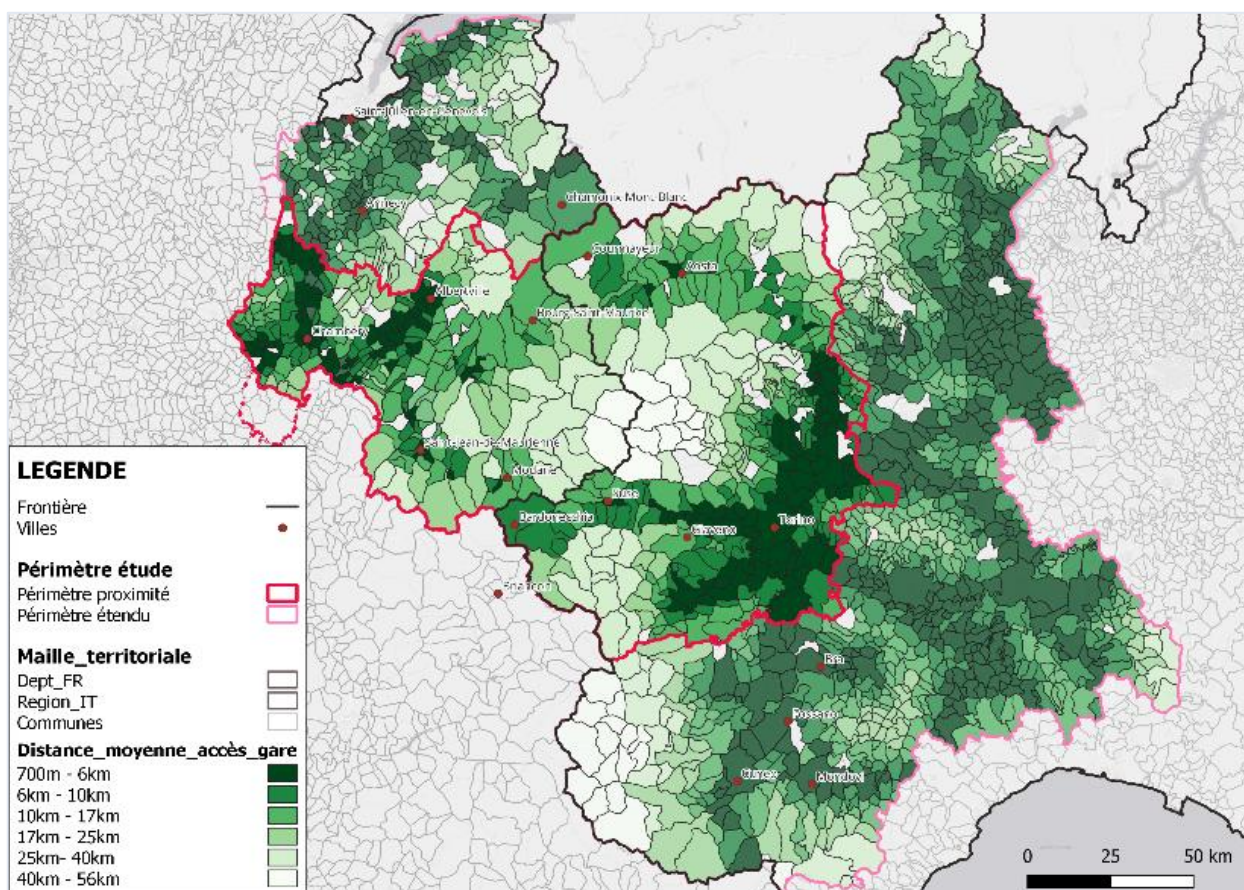 Saint-Julien-en-Genevois
Annecy
Chamonix-Mont-Blanc
Courmayeur
Aosta
Albertville
Bourg-Saint-Maurice
Chambéry
Saint-Jean-de-Maurienne
Modane
Suse
Bardonecchia
Giaveno
Torino
Briançon
Bra
Fossano
Cuneo
Mondovì
LEGENDE
Frontière
Villes
Périmètre étude
Périmètre proximité
Périmètre étendu
Maille_territoriale
Dept_FR
Region_IT
Communes
Distance_moyenne_accès_gare
700m - 6km
6km - 10km
10km - 17km
17km - 25km
25km- 40km
40km - 56km
0 25 50 km